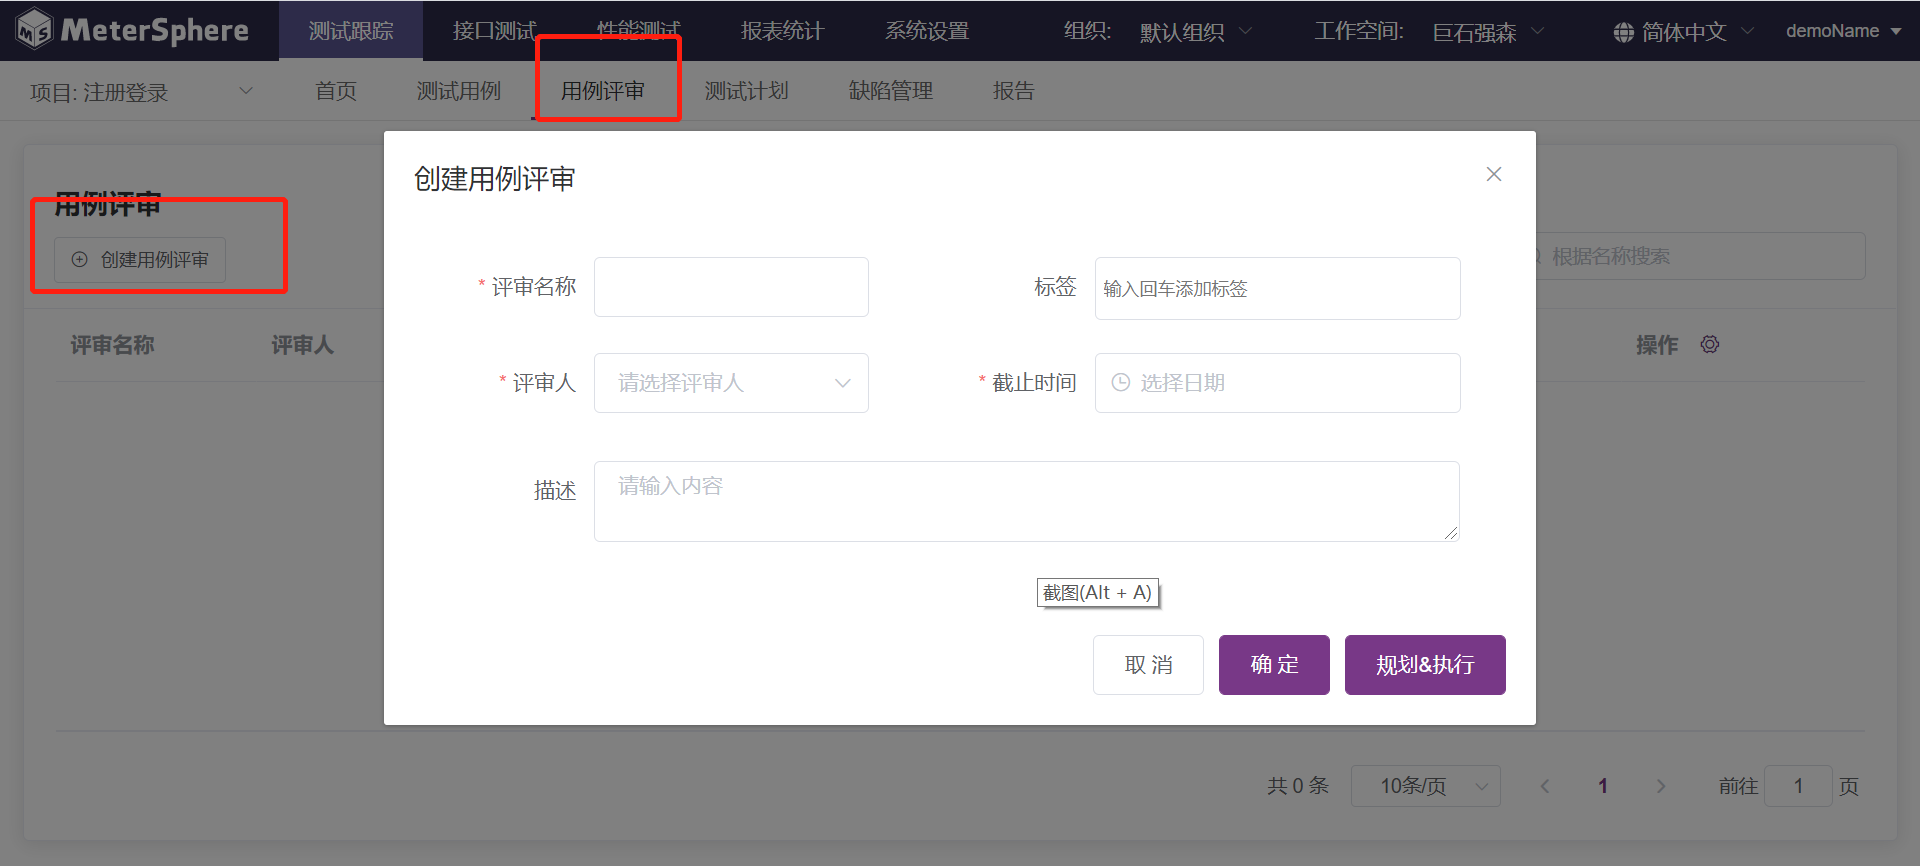 MeterSphere 测试跟踪 接口测试 性能测试 报表统计 系统设置 组织: 默认组织 工作空间: 巨石强森 简体中文 demoName
项目: 注册登录 首页 测试用例 用例评审 测试计划 缺陷管理 报告
创建用例评审
用例评审
创建用例评审
根据名称搜索
* 评审名称 标签 输入回车添加标签
评审名称 评审人 操作
* 评审人 请选择评审人 * 截止时间 选择日期
描述 请输入内容
截图(Alt + A)
取 消 确 定 规划&执行
共 0 条 10条/页 1 前往 1 页